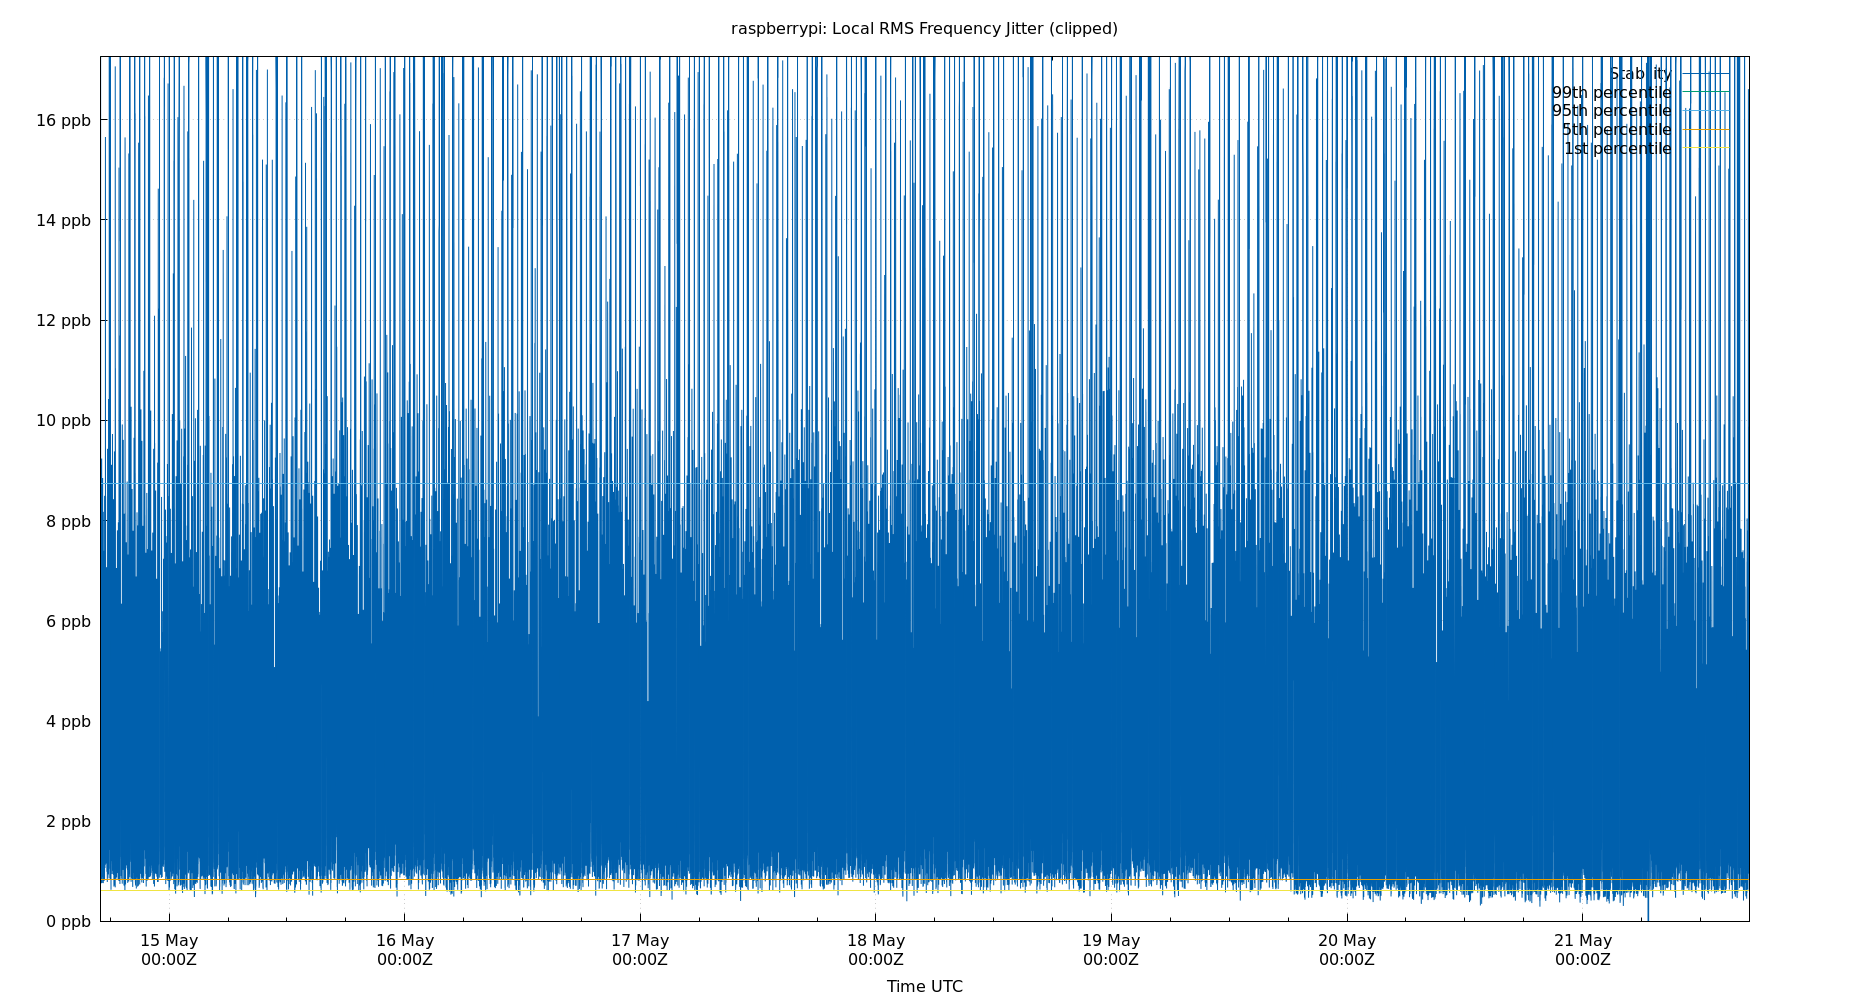 raspberrypi: Local RMS Frequency Jitter (clipped)
Stability
99th percentile
95th percentile
5th percentile
1st percentile
16 ppb
14 ppb
12 ppb
10 ppb
8 ppb
6 ppb
4 ppb
2 ppb
0 ppb
15 May 16 May 17 May 18 May 19 May 20 May 21 May
00:00Z 00:00Z 00:00Z 00:00Z 00:00Z 00:00Z 00:00Z
Time UTC